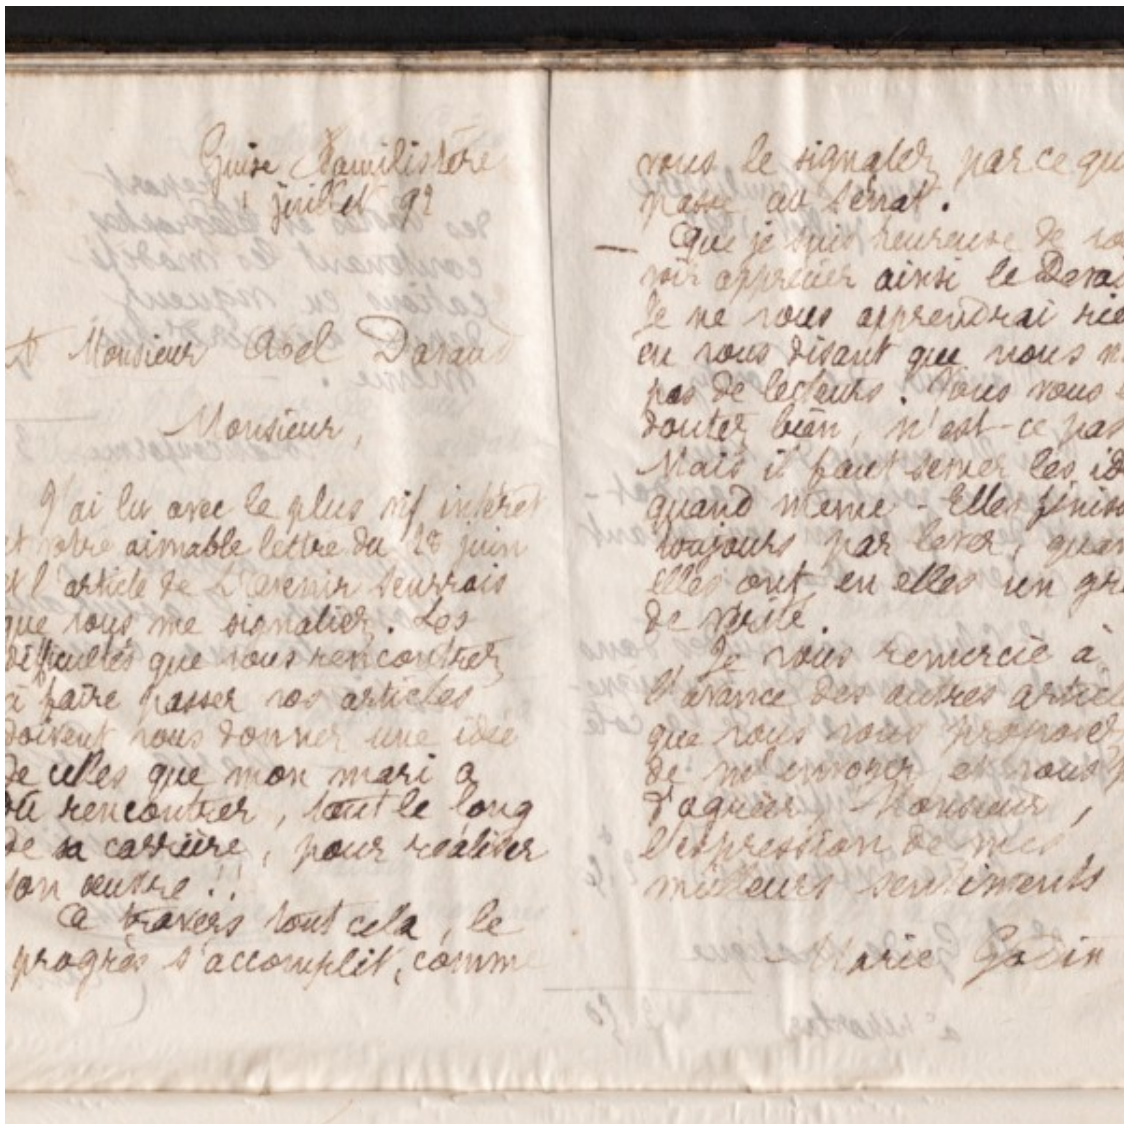 Guise Familistère
1 juillet 92
A Monsieur Axel Davaud
Monsieur,
J'ai lu avec le plus vif intérêt
et votre aimable lettre du 28 juin
et l'article de L'avenir Seurrois
que vous me signaliez. Les
difficultés que vous rencontrez
à faire passer vos articles
doivent vous donner une idée
de celles que mon mari a
dû rencontrer, tout le long
de sa carrière, pour réaliser
son œuvre !!
A travers tout cela, le
progrès s'accomplit, comme
vous le signalez par ce qui
passe au Sénat.
— Que je suis heureuse de
voir apprécier ainsi le
Je ne vous apprendrai
en vous disant que nous
pas de lecteurs. Vous vous
doutez bien, n'est-ce pas
Mais il faut semer les
quand même - Elles
toujours par lever, quand
elles ont en elles un
de vérité.
Je vous remercie à
l'avance des autres articles
que vous vous proposez
de m'envoyer et vous
d'agréer, Monsieur,
l'expression de mes
meilleurs sentiments
Marie Godin